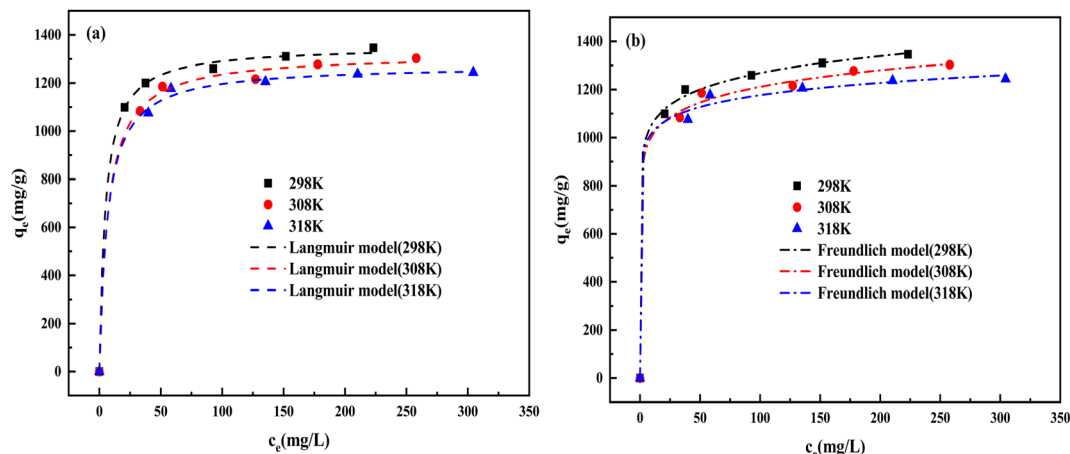 (a)
1400
1200
1000
800
600
400
200
0
qe(mg/g)
298K
308K
318K
Langmuir model(298K)
Langmuir model(308K)
Langmuir model(318K)
0 50 100 150 200 250 300 350
ce(mg/L)
(b)
1400
1200
1000
800
600
400
200
0
qe(mg/g)
298K
308K
318K
Freundlich model(298K)
Freundlich model(308K)
Freundlich model(318K)
0 50 100 150 200 250 300 350
ce(mg/L)